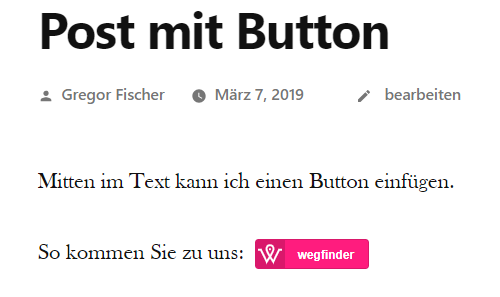 Post mit Button
Gregor Fischer März 7, 2019 bearbeiten
Mitten im Text kann ich einen Button einfügen.
So kommen Sie zu uns: wegfinder